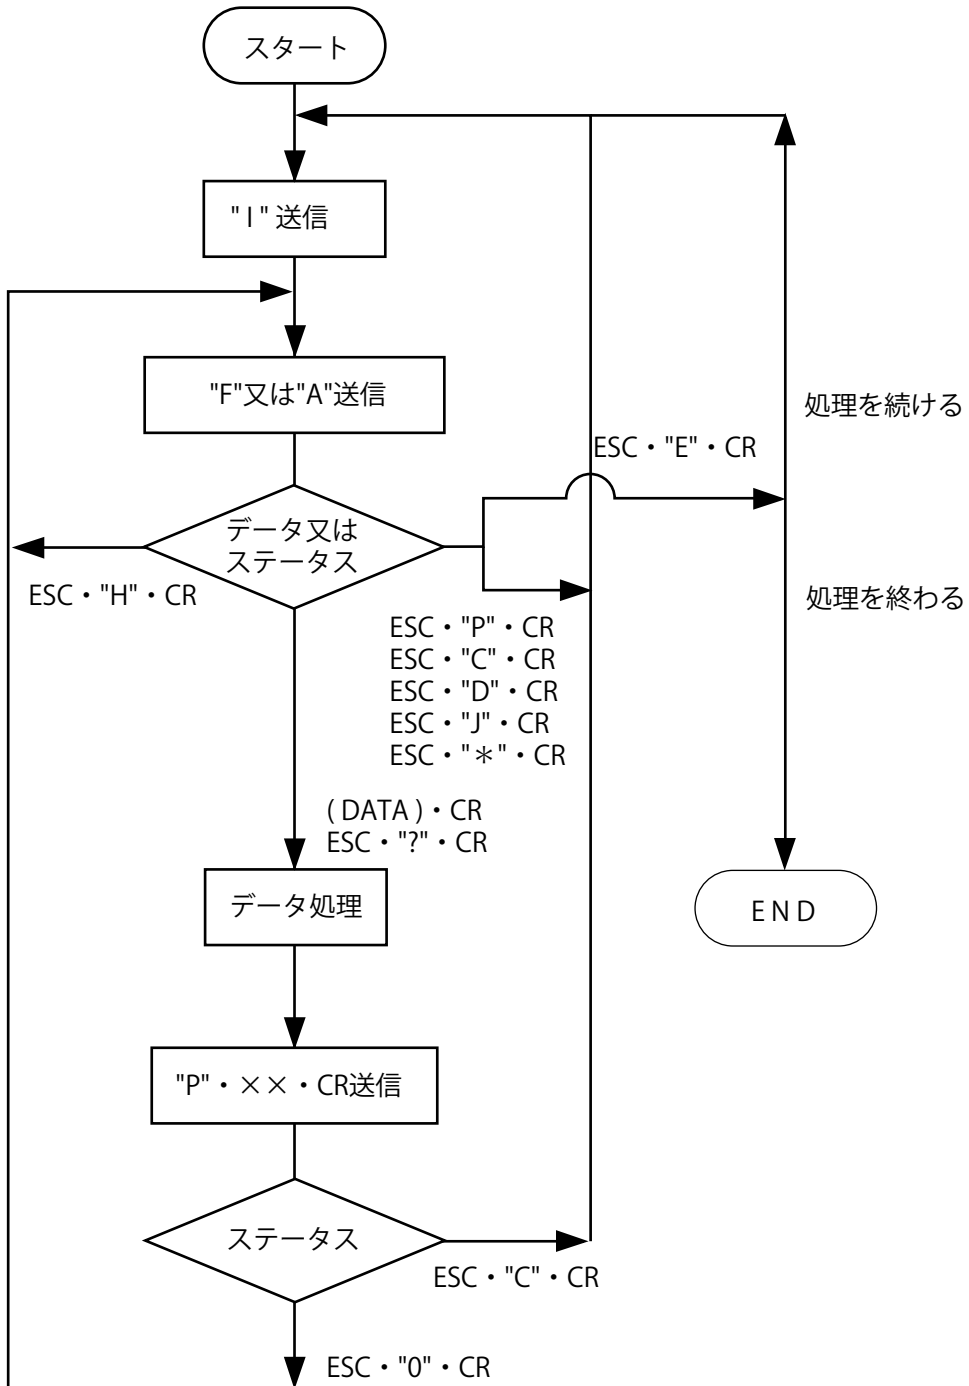 スタート
" I " 送信
"F"又は"A"送信
処理を続ける
ESC・"E"・CR
データ又は
ステータス
ESC・"H"・CR
処理を終わる
ESC・"P"・CR
ESC・"C"・CR
ESC・"D"・CR
ESC・"J"・CR
ESC・"＊"・CR
( DATA )・CR
ESC・"?"・CR
データ処理
E N D
"P"・××・CR送信
ステータス
ESC・"C"・CR
ESC・"0"・CR